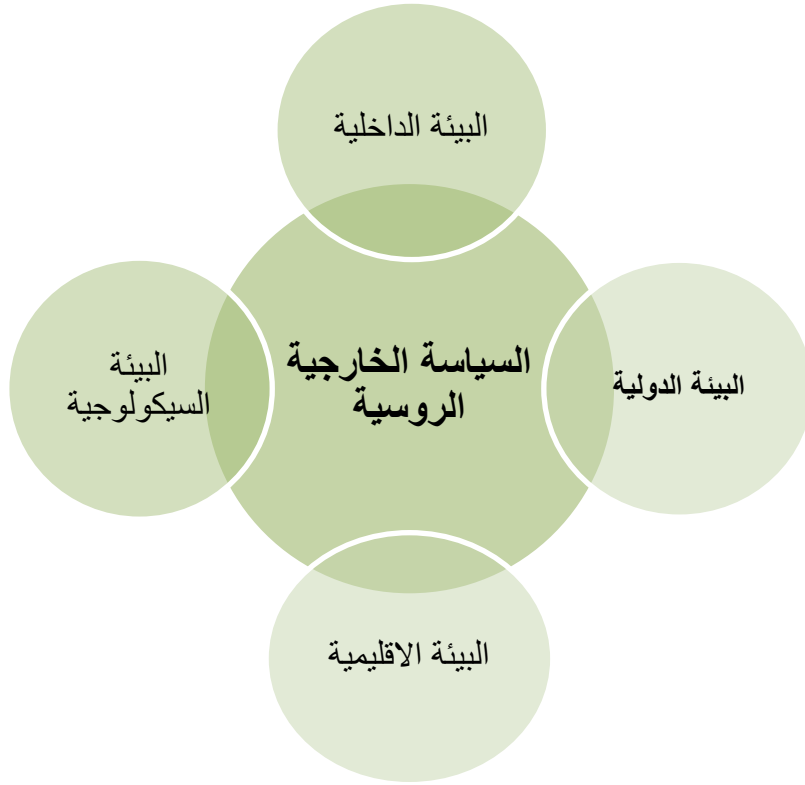 البيئة الداخلية
السياسة الخارجية
الروسية
البيئة الدولية
البيئة
السيكولوجية
البيئة الاقليمية